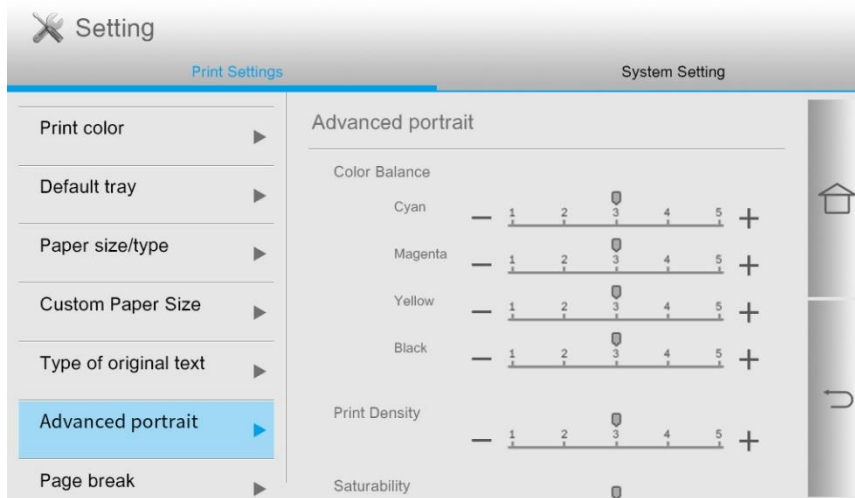 Setting
Print Settings
System Setting
Print color
Default tray
Paper size/type
Custom Paper Size
Type of original text
Advanced portrait
Page break
Advanced portrait
Color Balance
Cyan
1 2 3 4 5
Magenta
1 2 3 4 5
Yellow
1 2 3 4 5
Black
1 2 3 4 5
Print Density
1 2 3 4 5
Saturability